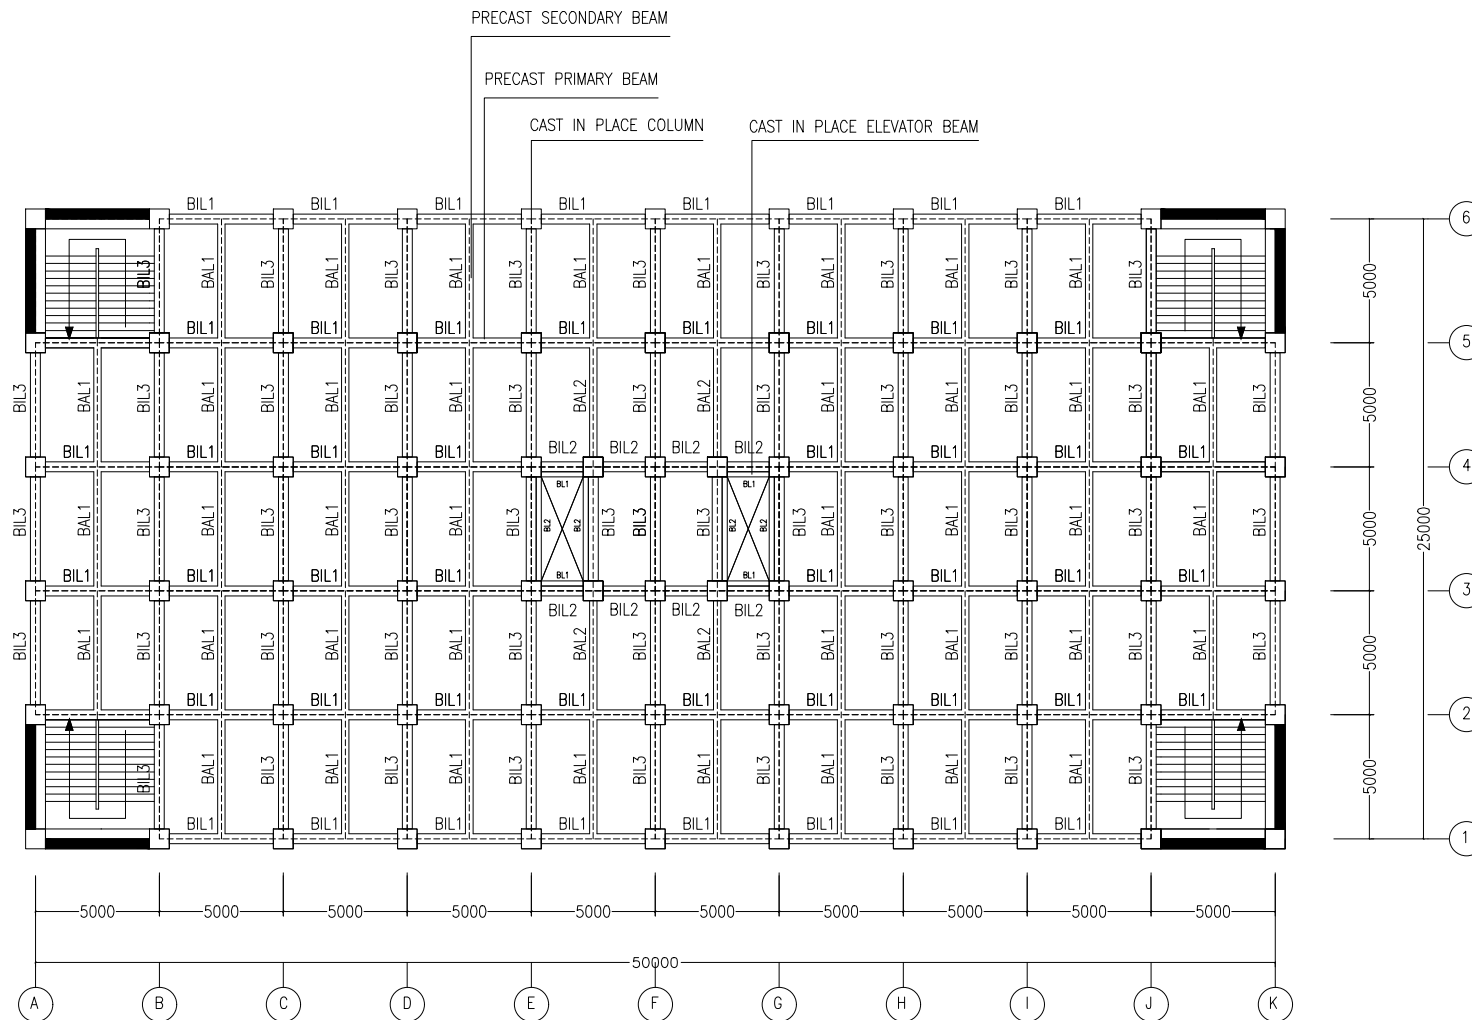 PRECAST SECONDARY BEAM
PRECAST PRIMARY BEAM
CAST IN PLACE COLUMN
CAST IN PLACE ELEVATOR BEAM
BIL1 BIL1 BIL1 BIL1 BIL1 BIL1 BIL1 BIL1
6
BIL3 BAL1 BIL3 BAL1 BIL3 BAL1 BIL3 BAL1 BIL3 BAL1 BIL3 BAL1 BIL3 BAL1 BIL3 BAL1 BIL3
5000
BIL1 BIL1 BIL1 BIL1 BIL1 BIL1 BIL1 BIL1
5
BIL3 BAL1 BIL3 BAL1 BIL3 BAL1 BIL3 BAL1 BIL3 BAL2 BIL3 BAL2 BIL3 BAL1 BIL3 BAL1 BIL3 BAL1 BIL3 BAL1 BIL3
5000
BIL1 BIL1 BIL1 BIL1 BIL2 BIL2 BIL2 BIL2 BIL1 BIL1 BIL1 BIL1
4
BL1 BL1
BIL3 BAL1 BIL3 BAL1 BIL3 BAL1 BIL3 BAL1 BIL3 BL2 BL2 BIL3 BIL3 BIL3 BL2 BL2 BIL3 BAL1 BIL3 BAL1 BIL3 BAL1 BIL3 BAL1 BIL3
5000
25000
BIL1 BIL1 BIL1 BIL1 BL1 BL1 BIL1 BIL1 BIL1 BIL1
3
BIL2 BIL2 BIL2 BIL2
BIL3 BAL1 BIL3 BAL1 BIL3 BAL1 BIL3 BAL1 BIL3 BAL2 BIL3 BAL2 BIL3 BAL1 BIL3 BAL1 BIL3 BAL1 BIL3 BAL1 BIL3
5000
BIL1 BIL1 BIL1 BIL1 BIL1 BIL1 BIL1 BIL1 BIL1
2
BIL3 BAL1 BIL3 BAL1 BIL3 BAL1 BIL3 BAL1 BIL3 BAL1 BIL3 BAL1 BIL3 BAL1 BIL3 BAL1 BIL3
5000
BIL1 BIL1 BIL1 BIL1 BIL1 BIL1 BIL1 BIL1
1
5000 5000 5000 5000 5000 5000 5000 5000 5000 5000
50000
A B C D E F G H I J K